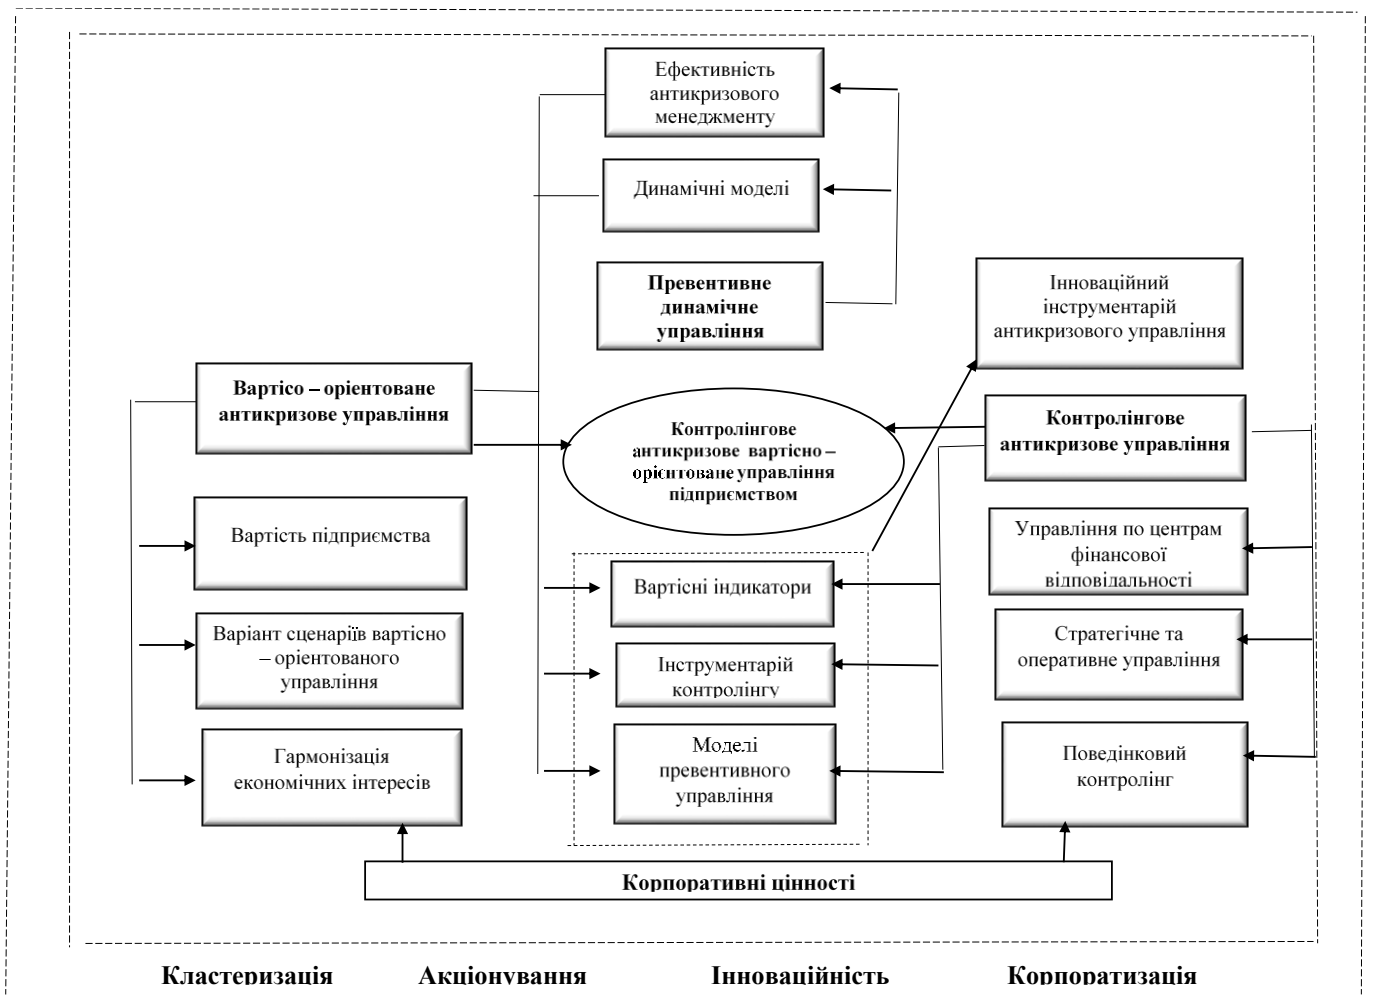 Ефективність
антикризового
менеджменту
Динамічні моделі
Превентивне
динамічне
управління
Інноваційний
інструментарій
антикризового управління
Вартісо – оріентоване
антикризове управління
Контролінгове
антикризове вартісно –
орієнтоване управління
підприємством
Контролінгове
антикризове управління
Вартість підприємства
Вартісні індикатори
Управління по центрам
фінансової
відповідальності
Варіант сценаріїв вартісно
– оріентованого
управління
Інструментарій
контролінгу
Стратегічне та
оперативне управління
Гармонізація
економічних інтересів
Моделі
превентивного
управління
Поведінковий
контролінг
Корпоративні цінності
Кластеризація Акціонування Інноваційність Корпоратизація